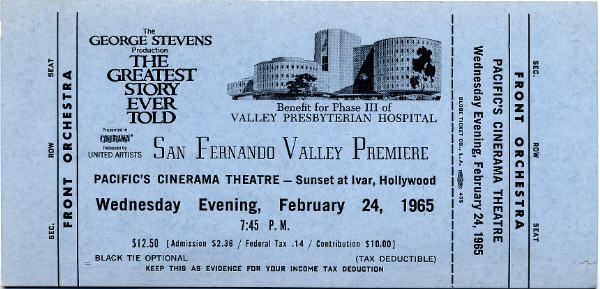 SEAT
ROW
SEC.
FRONT ORCHESTRA
The
GEORGE STEVENS
Production
THE
GREATEST
STORY
EVER
TOLD
Presented in
CINERAMA
Released by
UNITED ARTISTS
Benefit for Phase III of
VALLEY PRESBYTERIAN HOSPITAL
SAN FERNANDO VALLEY PREMIERE
PACIFIC'S CINERAMA THEATRE — Sunset at Ivar, Hollywood
Wednesday Evening, February 24, 1965
7:45 P. M.
$12.50 [Admission $2.36 / Federal Tax .14 / Contribution $10.00]
BLACK TIE OPTIONAL (TAX DEDUCTIBLE)
KEEP THIS AS EVIDENCE FOR YOUR INCOME TAX DEDUCTION
GLOBE TICKET CO., L.A. 405
PACIFIC'S CINERAMA THEATRE
Wednesday Evening, February 24, 1965
FRONT ORCHESTRA
SEC.
ROW
SEAT